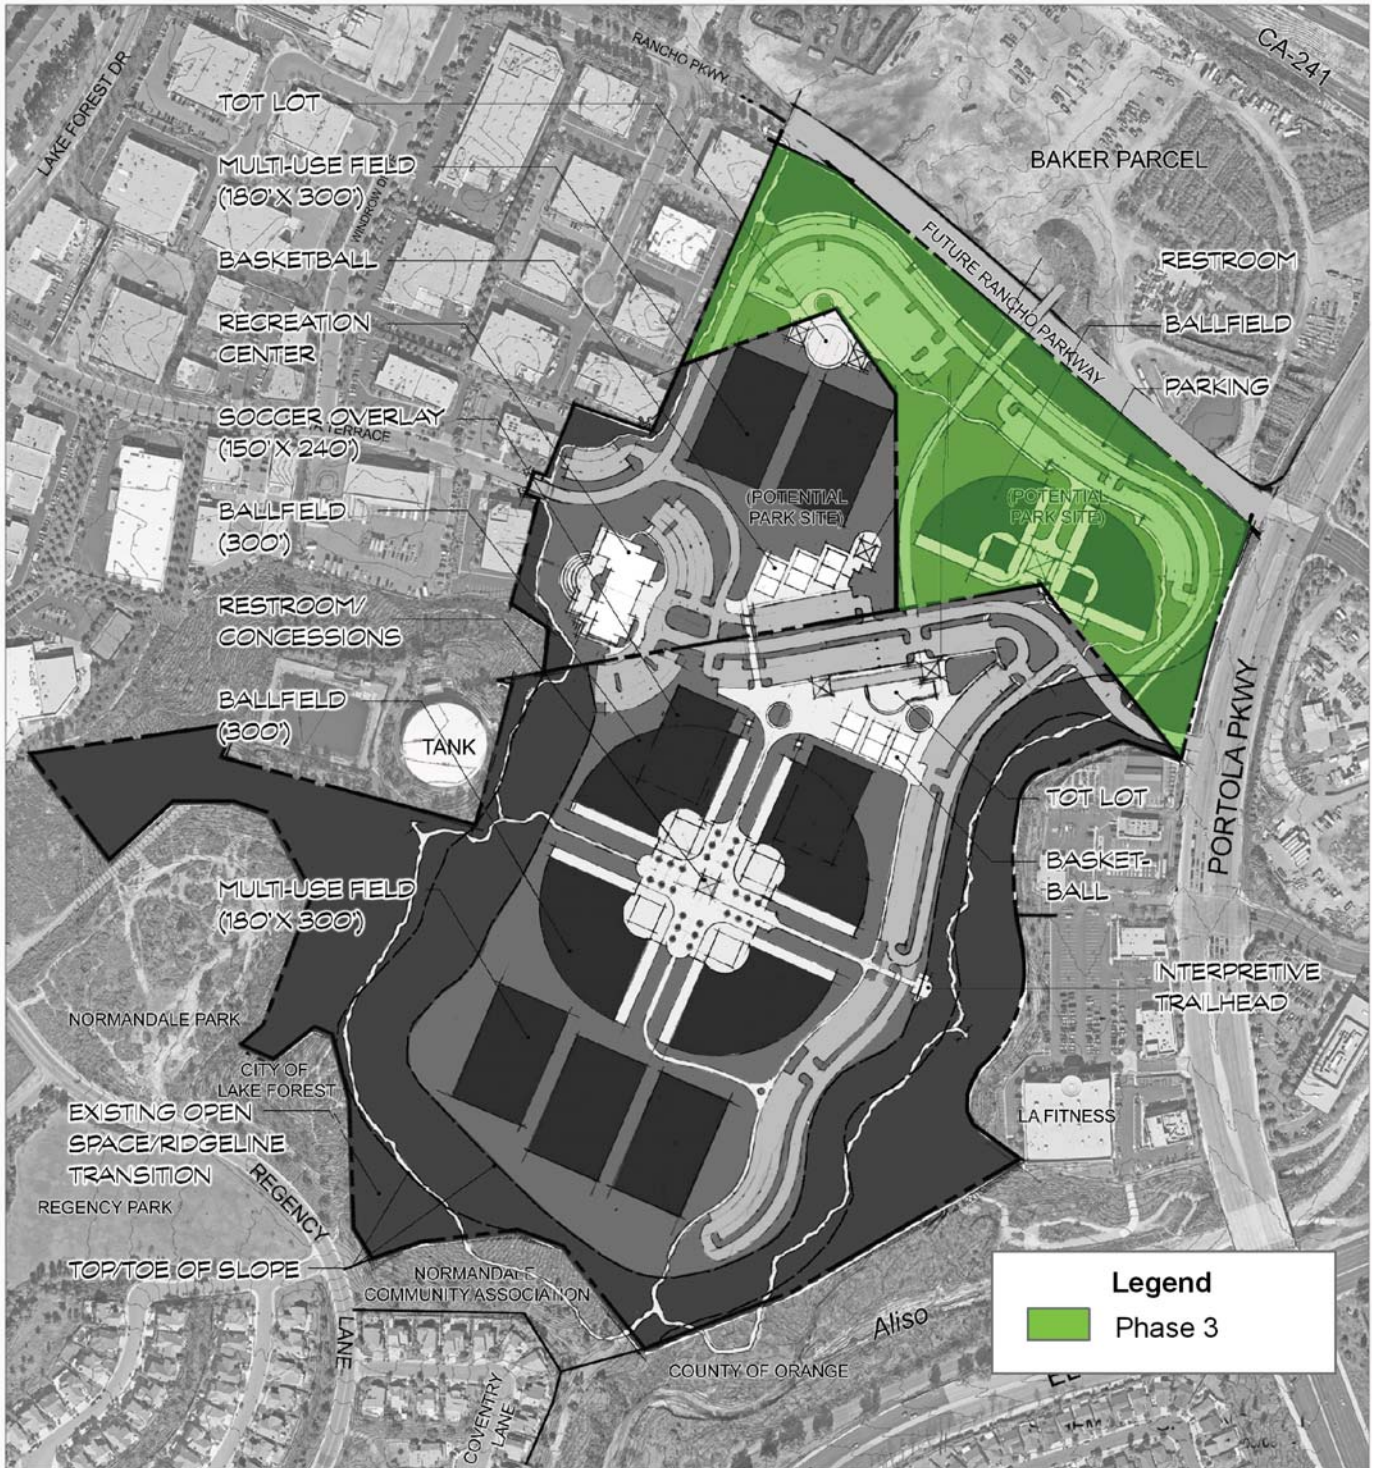 CA-241
RANCHO PKWY
LAKE FOREST DR
TOT LOT
BAKER PARCEL
MULTI-USE FIELD
(180' X 300')
WINDROW DR
FUTURE RANCHO PARKWAY
BASKETBALL
RESTROOM
RECREATION
CENTER
BALLFIELD
PARKING
SOCCER OVERLAY
(150' X 240')
TERRACE
(POTENTIAL
PARK SITE)
(POTENTIAL
PARK SITE)
BALLFIELD
(300')
RESTROOM/
CONCESSIONS
BALLFIELD
(300')
TANK
PORTOLA PKWY
TOT LOT
BASKET-
BALL
MULTI-USE FIELD
(180' X 300')
INTERPRETIVE
TRAILHEAD
NORMANDALE PARK
CITY OF
LAKE FOREST
EXISTING OPEN
SPACE/RIDGELINE
TRANSITION
LA FITNESS
REGENCY PARK
REGENCY
LANE
TOP/TOE OF SLOPE
NORMANDALE
COMMUNITY ASSOCIATION
Aliso
COUNTY OF ORANGE
COVENTRY
LANE
Legend
Phase 3